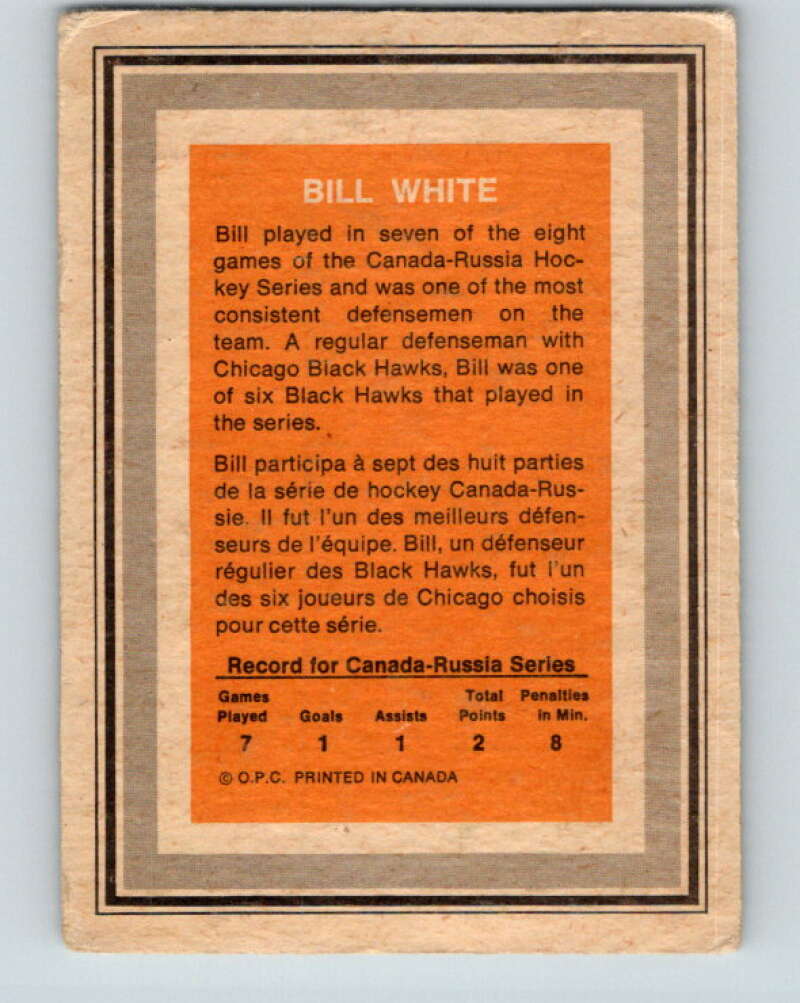 BILL WHITE
Bill played in seven of the eight
games of the Canada-Russia Hoc-
key Series and was one of the most
consistent defensemen on the
team. A regular defenseman with
Chicago Black Hawks, Bill was one
of six Black Hawks that played in
the series.
Bill participa à sept des huit parties
de la série de hockey Canada-Rus-
sie. Il fut l'un des meilleurs défen-
seurs de l'équipe. Bill, un défenseur
régulier des Black Hawks, fut l'un
des six joueurs de Chicago choisis
pour cette série.
Record for Canada-Russia Series
Games Total Penalties
Played Goals Assists Points in Min.
7 1 1 2 8
© O.P.C. PRINTED IN CANADA